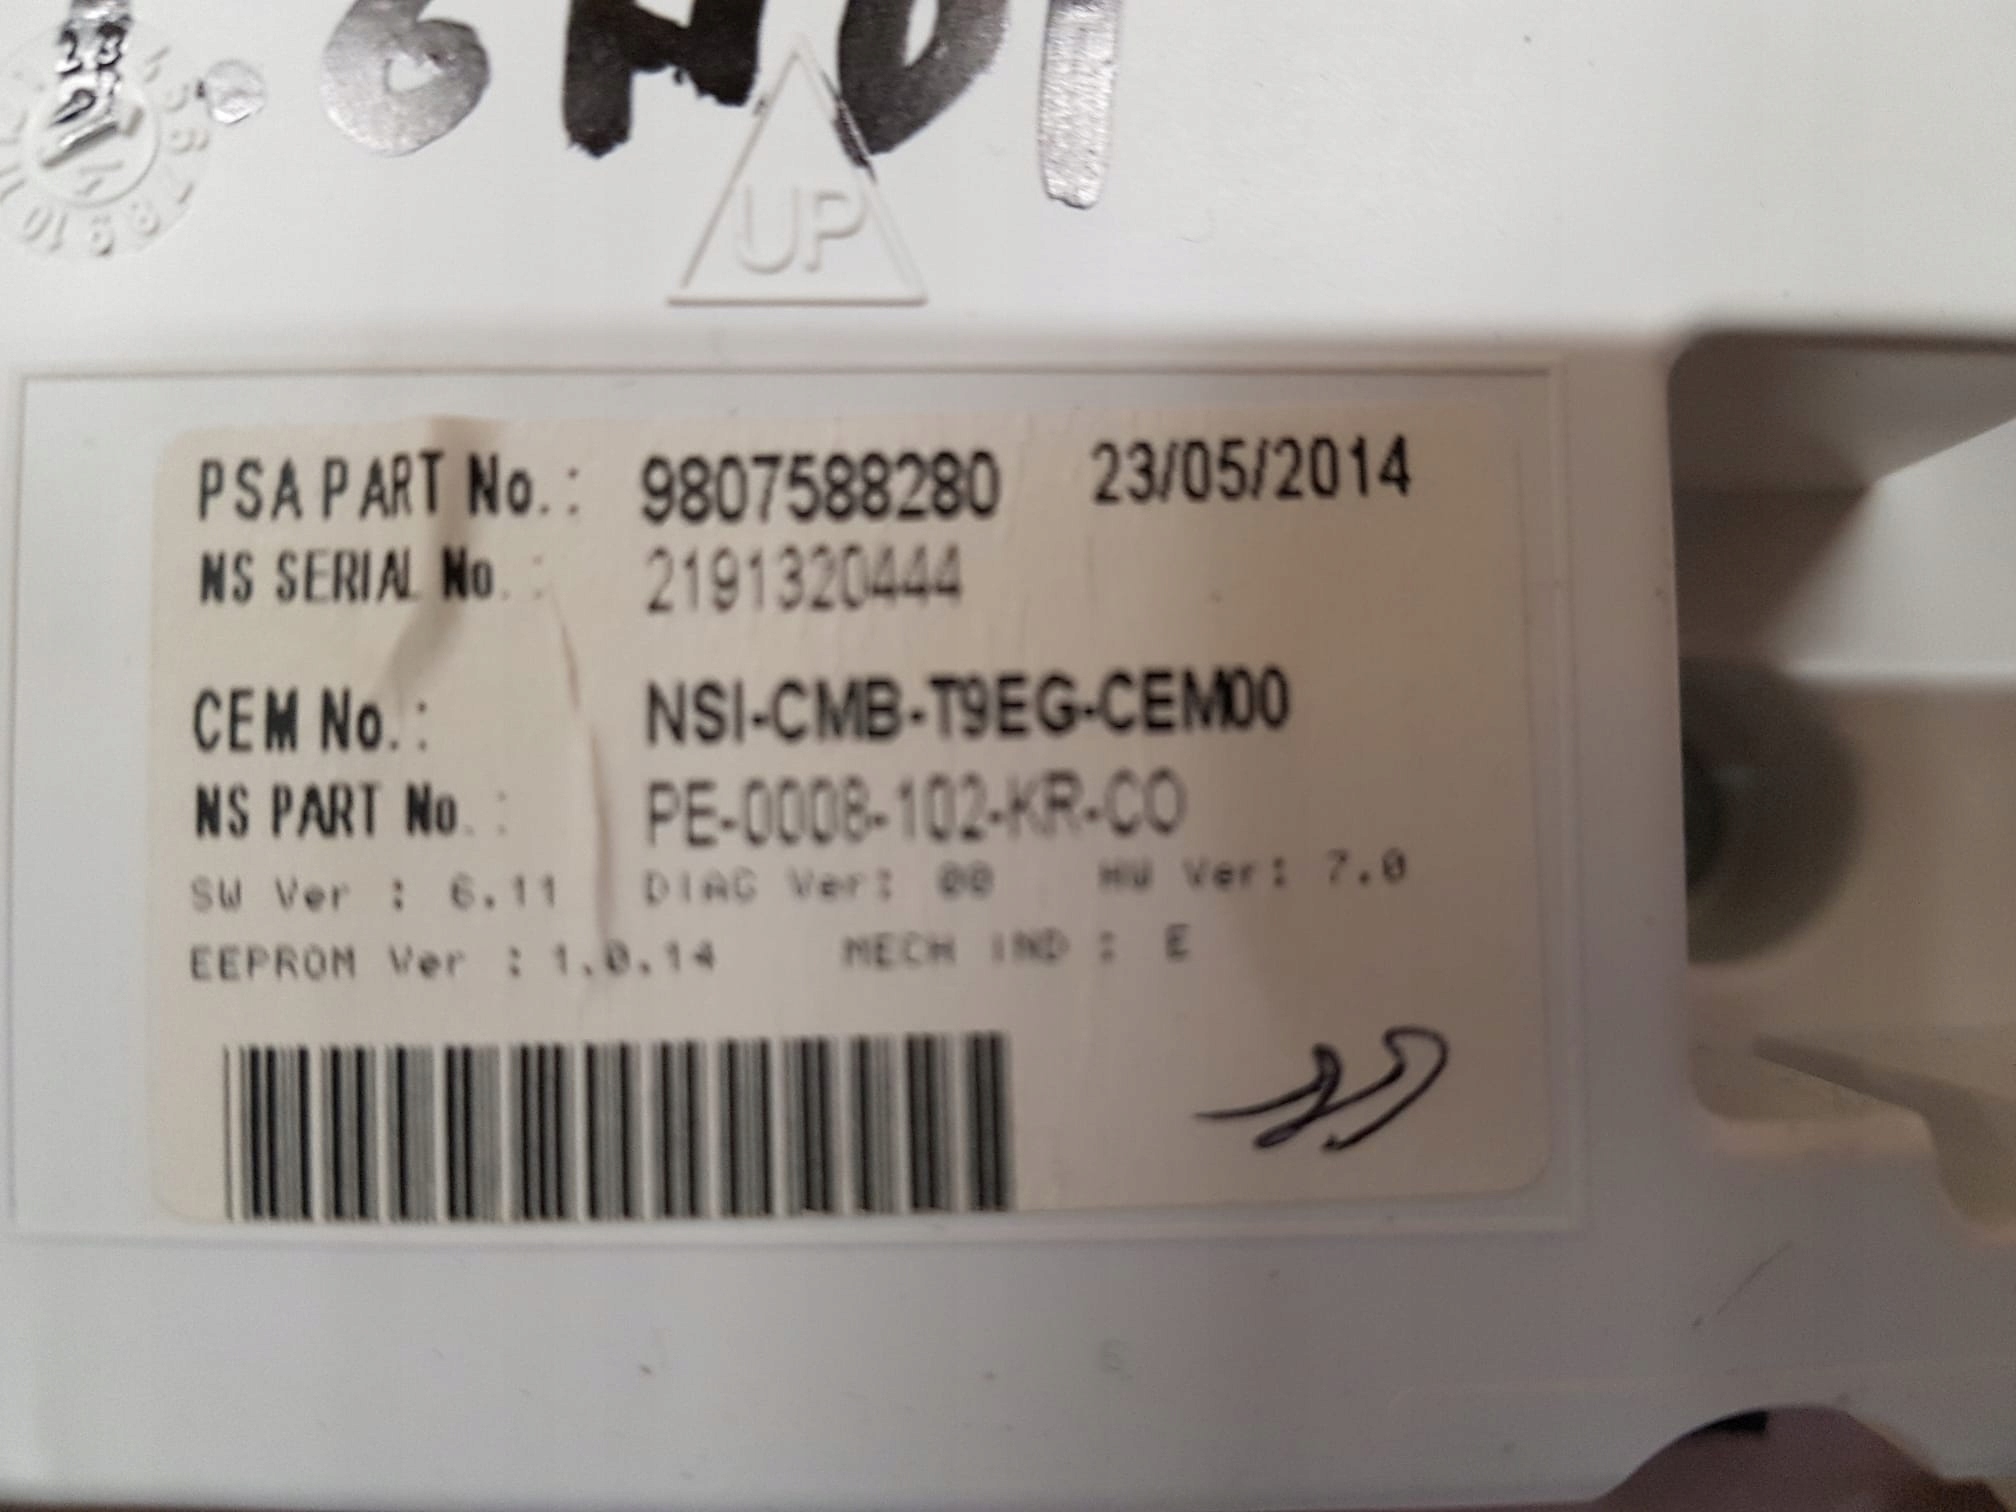 UP
PSA PART No.: 9807588280 23/05/2014
NS SERIAL No.: 2191320444
CEM No.: NSI-CMB-T9EG-CEM00
NS PART No.: PE-0008-102-KR-CO
SW Ver : 6.11 DIAG Ver: 00 HW Ver: 7.0
EEPROM Ver : 1.0.14 MECH IND : E